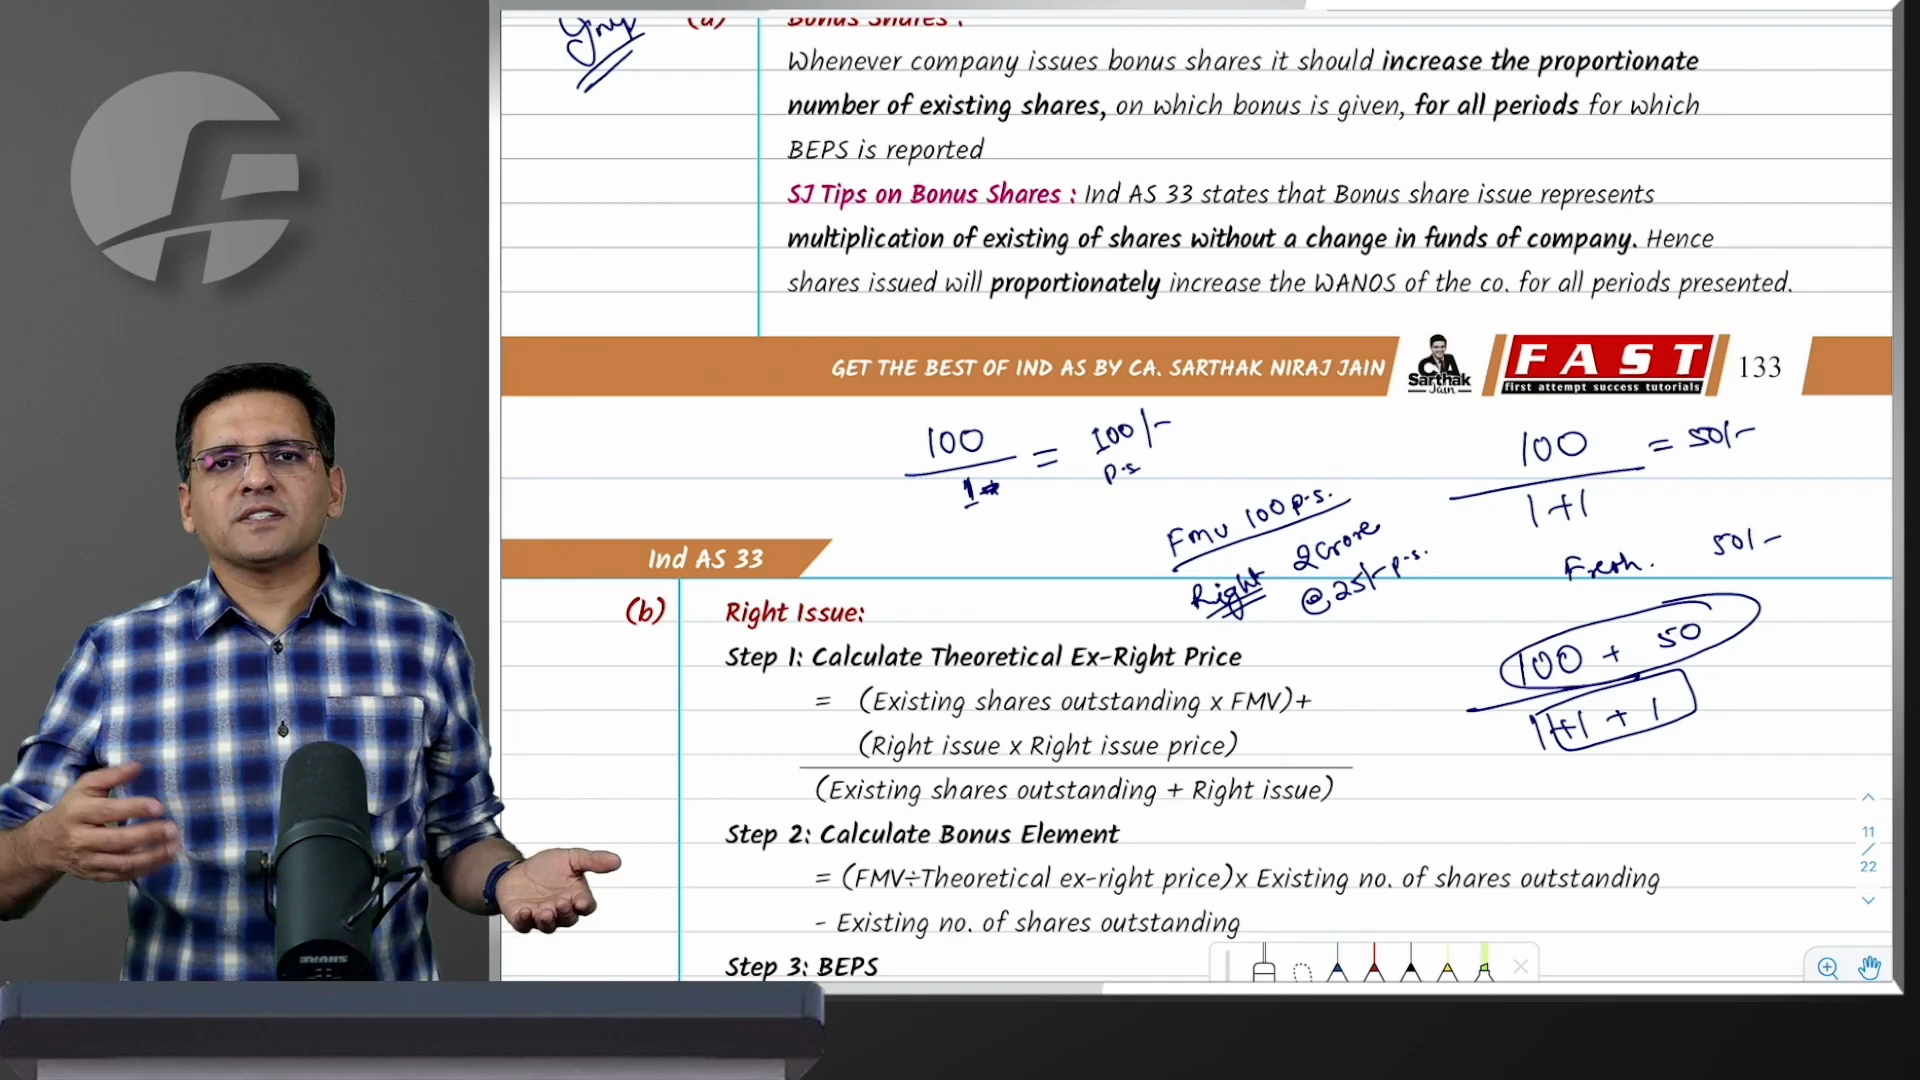 (a) Bonus Shares :
Whenever company issues bonus shares it should increase the proportionate
number of existing shares, on which bonus is given, for all periods for which
BEPS is reported
SJ Tips on Bonus Shares : Ind AS 33 states that Bonus share issue represents
multiplication of existing of shares without a change in funds of company. Hence
shares issued will proportionately increase the WANOS of the co. for all periods presented.
GET THE BEST OF IND AS BY CA. SARTHAK NIRAJ JAIN
CA
Sarthak
Jain
FAST
first attempt success tutorials
133
100
1
= 100/-
p.s
100
1+1
= 50/-
Fmv 100 p.s.
Right 2 Crore
@ 25/- p.s.
Fresh. 50/-
100 + 50
1+1 + 1
Ind AS 33
(b) Right Issue:
Step 1: Calculate Theoretical Ex-Right Price
= (Existing shares outstanding x FMV)+
(Right issue x Right issue price)
(Existing shares outstanding + Right issue)
Step 2: Calculate Bonus Element
= (FMV÷Theoretical ex-right price)x Existing no. of shares outstanding
- Existing no. of shares outstanding
Step 3: BEPS
11
/
22
SHURE